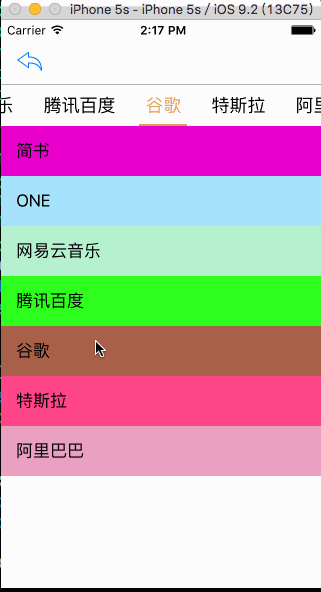 iPhone 5s - iPhone 5s / iOS 9.2 (13C75)
Carrier 2:17 PM
乐 腾讯百度 谷歌 特斯拉 阿里
简书
ONE
网易云音乐
腾讯百度
谷歌
特斯拉
阿里巴巴